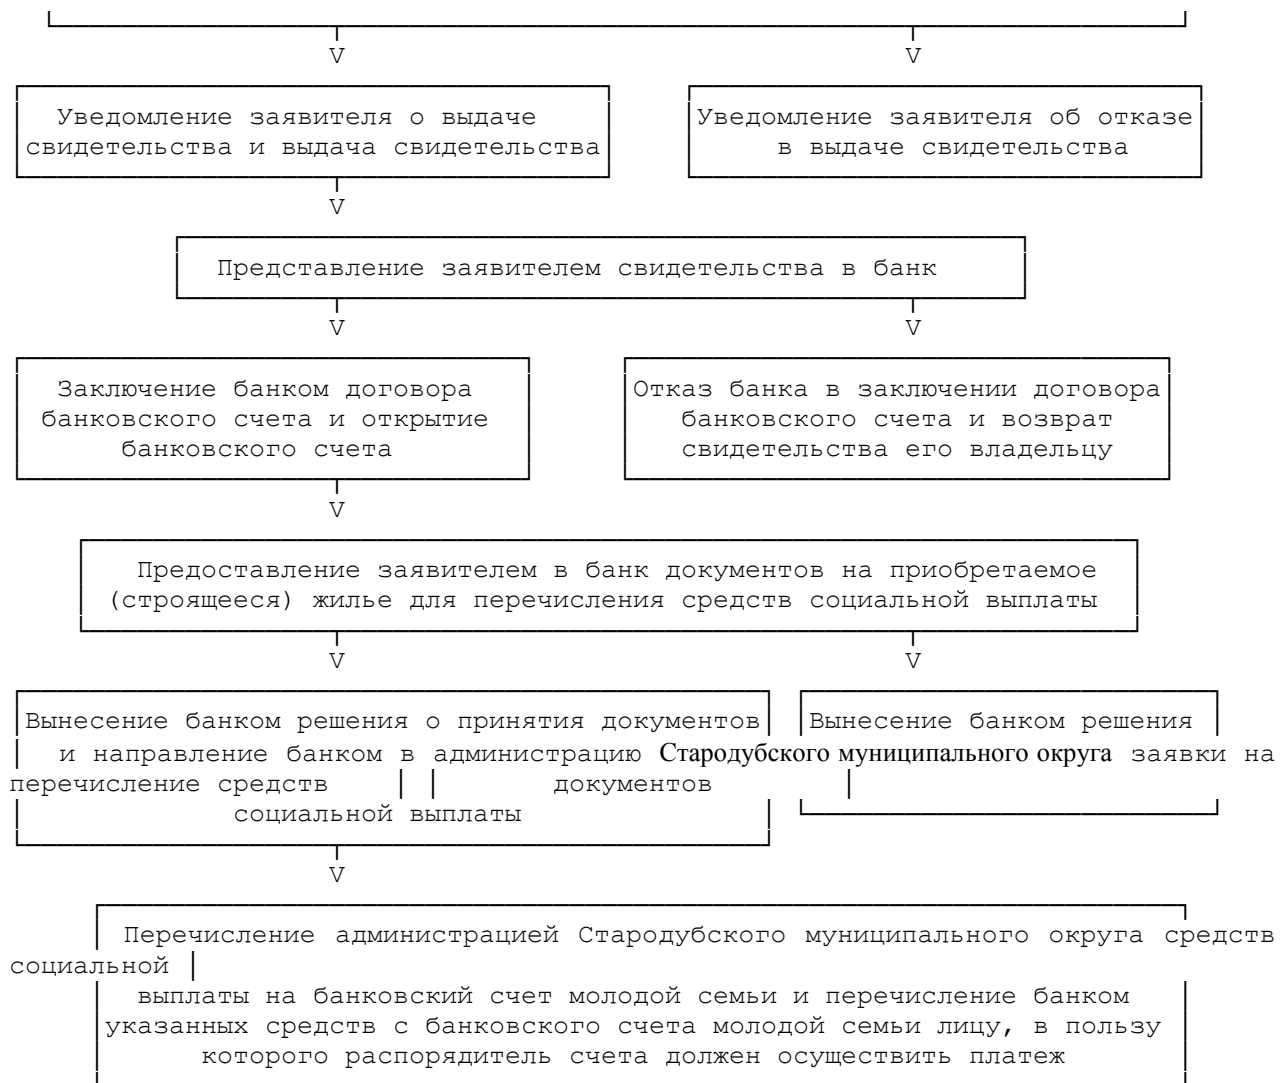 V V
Уведомление заявителя о выдаче
свидетельства и выдача свидетельства
Уведомление заявителя об отказе
в выдаче свидетельства
V
Представление заявителем свидетельства в банк
V V
Заключение банком договора
банковского счета и открытие
банковского счета
Отказ банка в заключении договора
банковского счета и возврат
свидетельства его владельцу
V
Предоставление заявителем в банк документов на приобретаемое
(строящееся) жилье для перечисления средств социальной выплаты
V V
Вынесение банком решения о принятия документов Вынесение банком решения
и направление банком в администрацию Стародубского муниципального округа заявки на
перечисление средств документов
социальной выплаты
V
Перечисление администрацией Стародубского муниципального округа средств
социальной
выплаты на банковский счет молодой семьи и перечисление банком
указанных средств с банковского счета молодой семьи лицу, в пользу
которого распорядитель счета должен осуществить платеж